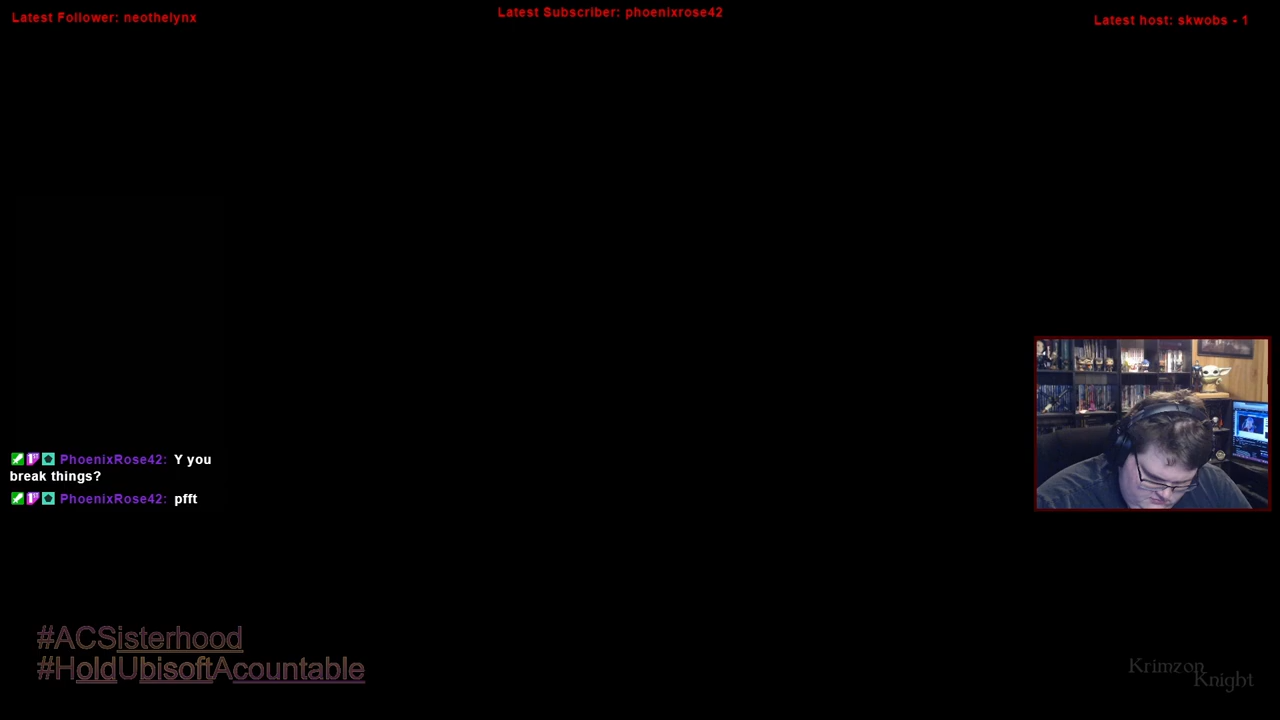 Latest Follower: neothelynx
Latest Subscriber: phoenixrose42
Latest host: skwobs - 1
PhoenixRose42: Y you
break things?
PhoenixRose42: pfft
#ACSisterhood
#HoldUbisoftAcountable
Krimzon
Knight